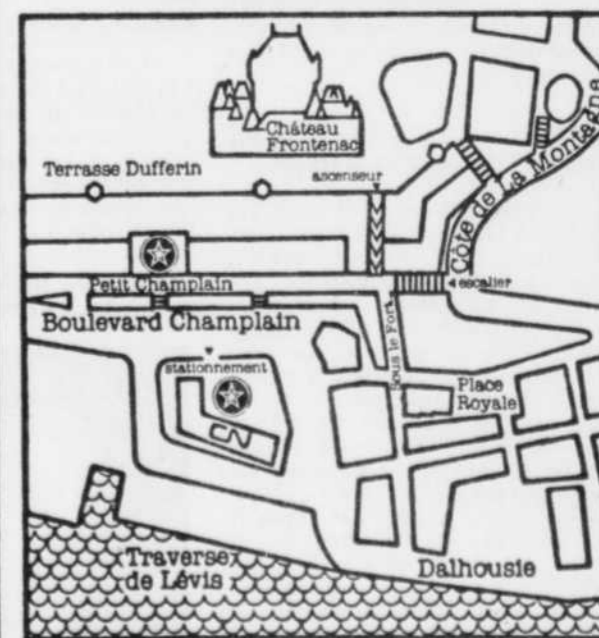 Château
Frontenac
Terrasse Dufferin
ascenseur
Côte de La Montagne
Petit Champlain
escalier
Boulevard Champlain
Sous le Fort
stationnement
Place
Royale
Traverse
de Lévis
Dalhousie